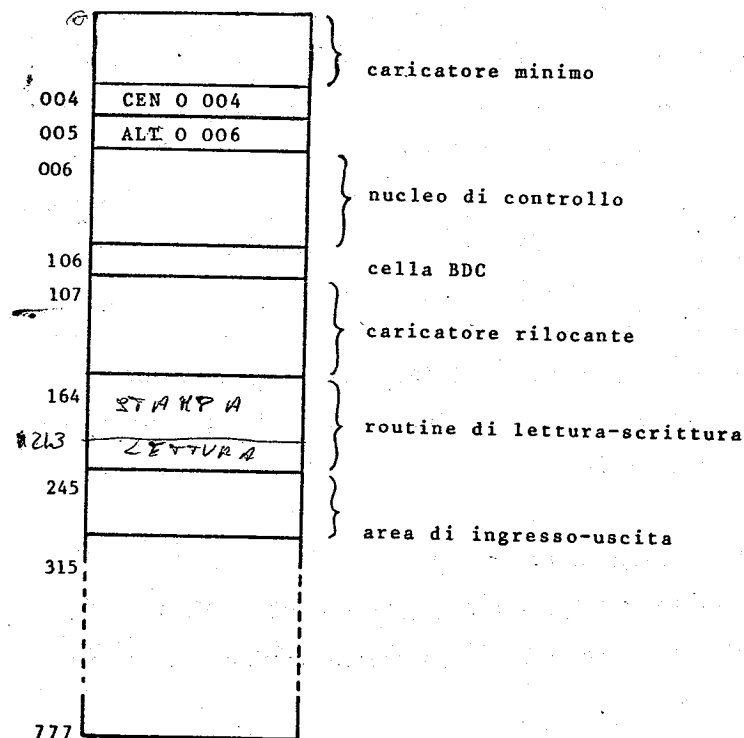 0
caricatore minimo
004 CEN 0 004
005 ALT 0 006
006
nucleo di controllo
106
cella BDC
107
caricatore rilocante
164 STAMPA
routine di lettura-scrittura
213 LETTURA
245
area di ingresso-uscita
315
777